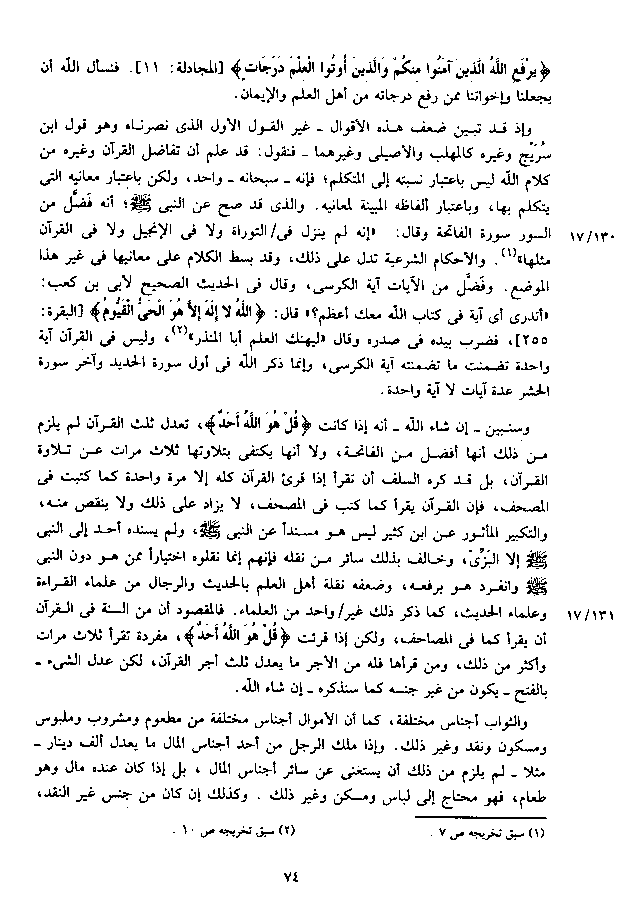 ﴿يرْفَعِ اللَّهُ الَّذِينَ آمَنُوا مِنكُمْ وَالَّذِينَ أُوتُوا الْعِلْمَ دَرَجَاتٍ﴾ [المجادلة: ١١]. فنسأل الله أن
يجعلنا وإخواتنا ممن رفع درجاته من أهل العلم والإيمان.
وإذ قـد تبـين ضعف هـذه الأقوال ـ غير القول الأول الذى نصرنـاه وهو قول ابن
سُرَيْج وغيره كالمهلب والأصيلى وغيرهما ـ فنقول: قد علم أن تفاضل القرآن وغيره من
كلام الله ليس باعتبار نسبته إلى المتكلم؛ فإنه ـ سبحانه ـ واحد، ولكن باعتبار معانيه التي
يتكلم بها، وباعتبار ألفاظه المبينة لمعانيه. والذى قد صح عن النبى ﷺ؛ أنه فَضَّل من
السور سورة الفاتحة وقال: «إنه لم ينزل فى/ التوراة ولا فى الإنجيل ولا فى القرآن
١٧/١٣٠
مثلها»(١). والأحكام الشرعية تدل على ذلك، وقد بسط الكلام على معانيها فى غير هذا
الموضع. وفَضَّل من الآيات آية الكرسى، وقال فى الحديث الصحيح لأبى بن كعب:
«أتدرى أى آية فى كتاب الله معك أعظم؟» قال: ﴿اللَّهُ لا إِلَهَ إِلاَّ هُوَ الْحَيُّ الْقَيُّومُ﴾ [البقرة:
٢٥٥]، فضرب بيده فى صدره وقال «ليهنك العلم أبا المنذر»(٢)، وليس فى القرآن آية
واحدة تضمنت ما تضمنته آية الكرسى، وإنما ذكر الله فى أول سورة الحديد وآخر سورة
الحشر عدة آيات لا آية واحدة.
وسنبين ـ إن شاء الله ـ أنه إذا كانت ﴿قُلْ هُوَ اللَّهُ أَحَدٌ﴾، تعدل ثلث القرآن لم يلزم
مـن ذلك أنها أفضـل مـن الفاتحـة، ولا أنها يكتفى بتلاوتها ثلاث مرات عن تلاوة
القرآن، بل قد كره السلف أن تقرأ إذا قرئ القرآن كله إلا مرة واحدة كما كتبت فى
المصحف، فإن القرآن يقرأ كما كتب فى المصحف، لا يزاد على ذلك ولا ينقص منه،
والتكبير المأثور عن ابن كثير ليس هو مسنداً عن النبى ﷺ، ولم يسنده أحد إلى النبى
ﷺ إلا البَزِّىّ، وخالف بذلك سائر من نقله فإنهم إنما نقلوه اختياراً ممن هو دون النبى
ﷺ وانفرد هو برفعه، وضعفه نقلة أهل العلم بالحديث والرجال من علماء القراءة
وعلماء الحديث، كما ذكر ذلك غير/ واحد من العلماء. فالمقصود أن من السنة فى القرآن
١٧/١٣١
أن يقرأ كما فى المصاحف، ولكن إذا قرئت ﴿قُلْ هُوَ اللَّهُ أَحَدٌ﴾، مفردة تقرأ ثلاث مرات
وأكثر من ذلك، ومن قرأها فله من الأجر ما يعدل ثلث أجر القرآن، لكن عدل الشىء ـ
بالفتح ـ يكون من غير جنسه كما سنذكره ـ إن شاء الله.
والثواب أجناس مختلفة، كما أن الأموال أجناس مختلفة من مطعوم ومشروب وملبوس
ومسكون ونقد وغير ذلك. وإذا ملك الرجل من أحد أجناس المال ما يعدل ألف دينار ـ
مثلا ـ لم يلزم من ذلك أن يستغنى عن سائر أجناس المال ، بل إذا كان عنده مال وهو
طعام، فهو محتاج إلى لباس ومسكن وغير ذلك . وكذلك إن كان من جنس غير النقد،
(١) سبق تخريجه ص ٧ .
(٢) سبق تخريجه ص ١٠ .
٧٤